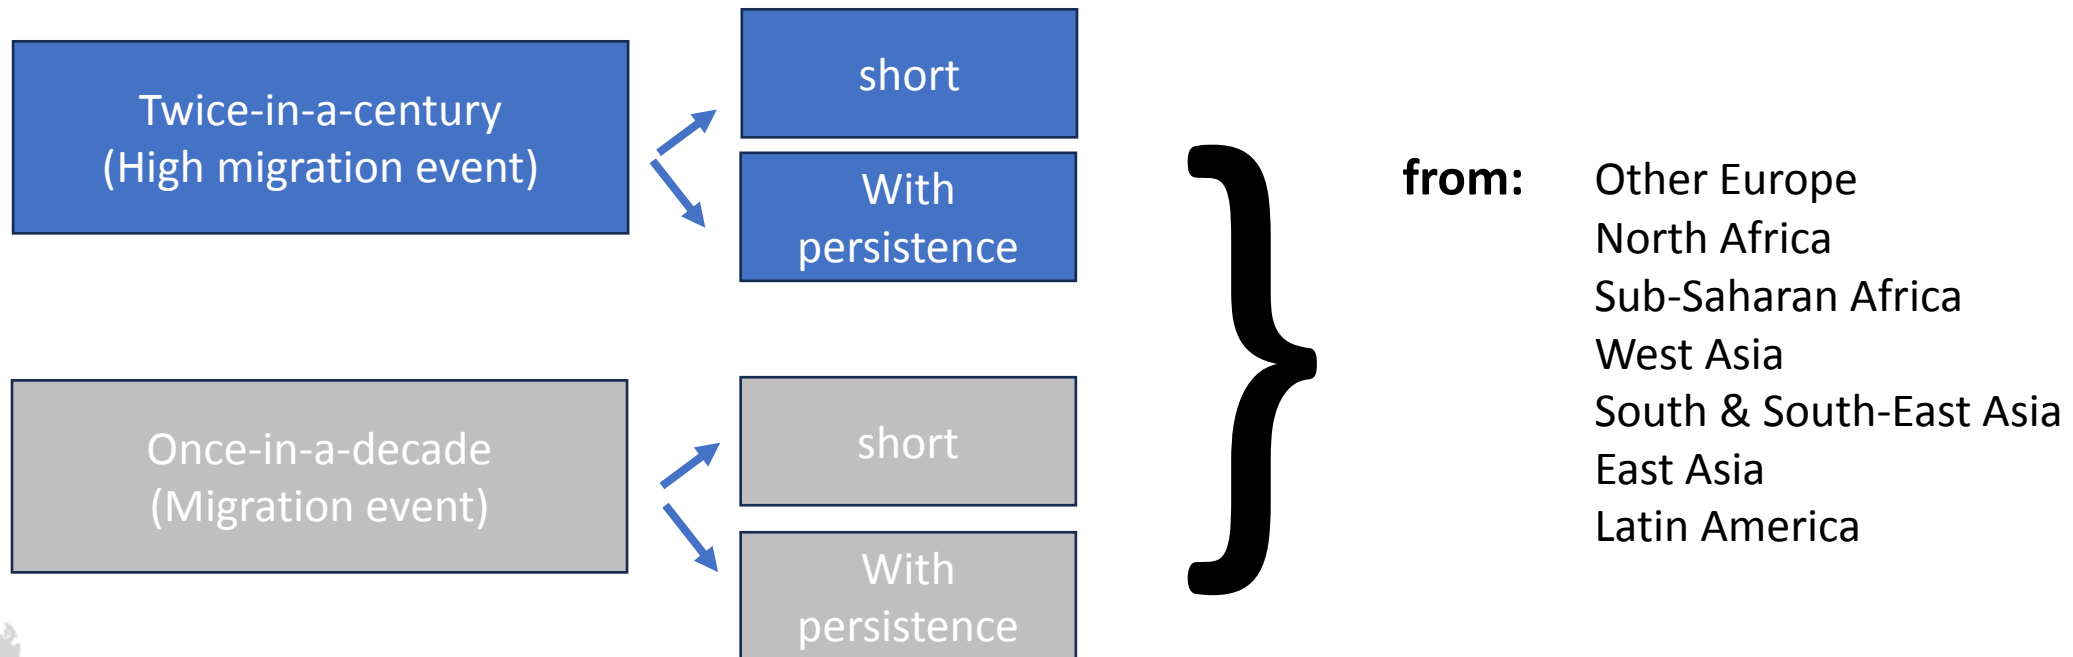 Twice-in-a-century
(High migration event)
short
With
persistence
Once-in-a-decade
(Migration event)
short
With
persistence
}
from:
Other Europe
North Africa
Sub-Saharan Africa
West Asia
South & South-East Asia
East Asia
Latin America